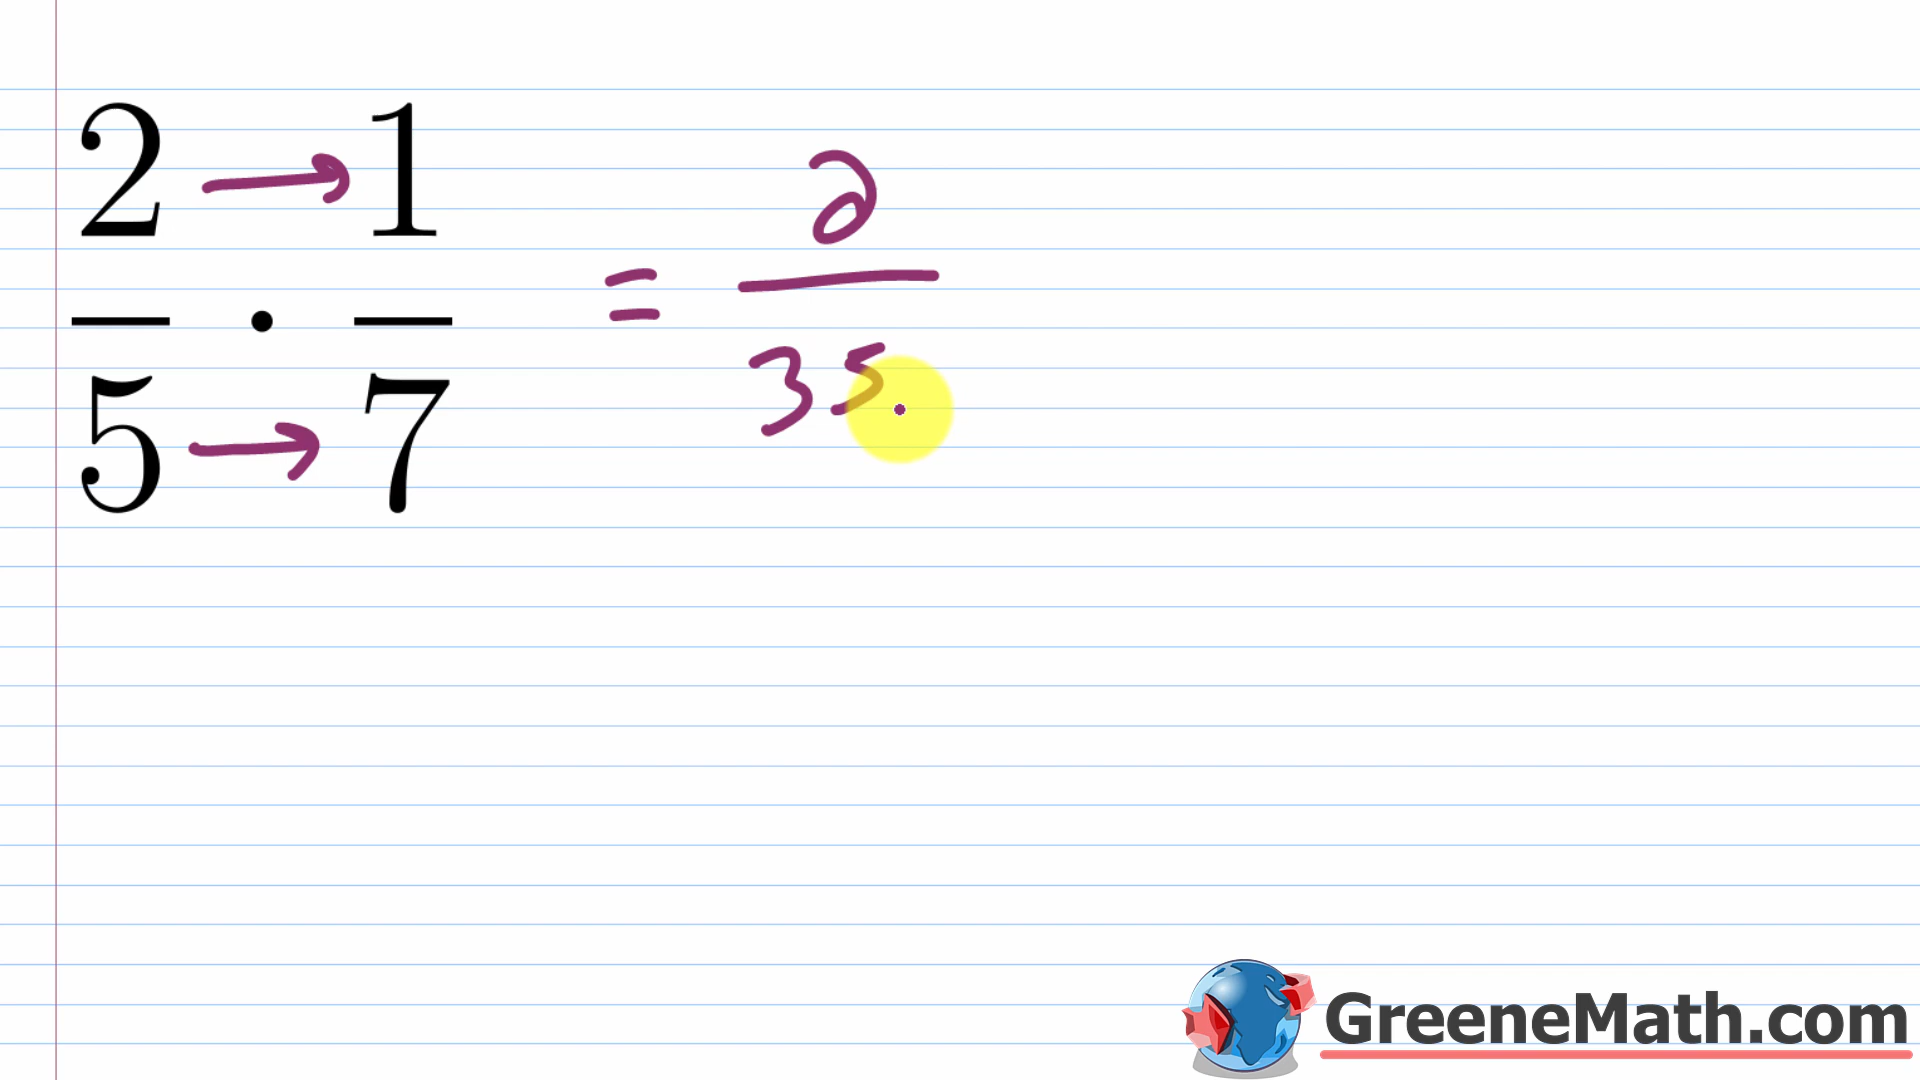 2 → 1 2
— · — = —
5 → 7 35
GreeneMath.com